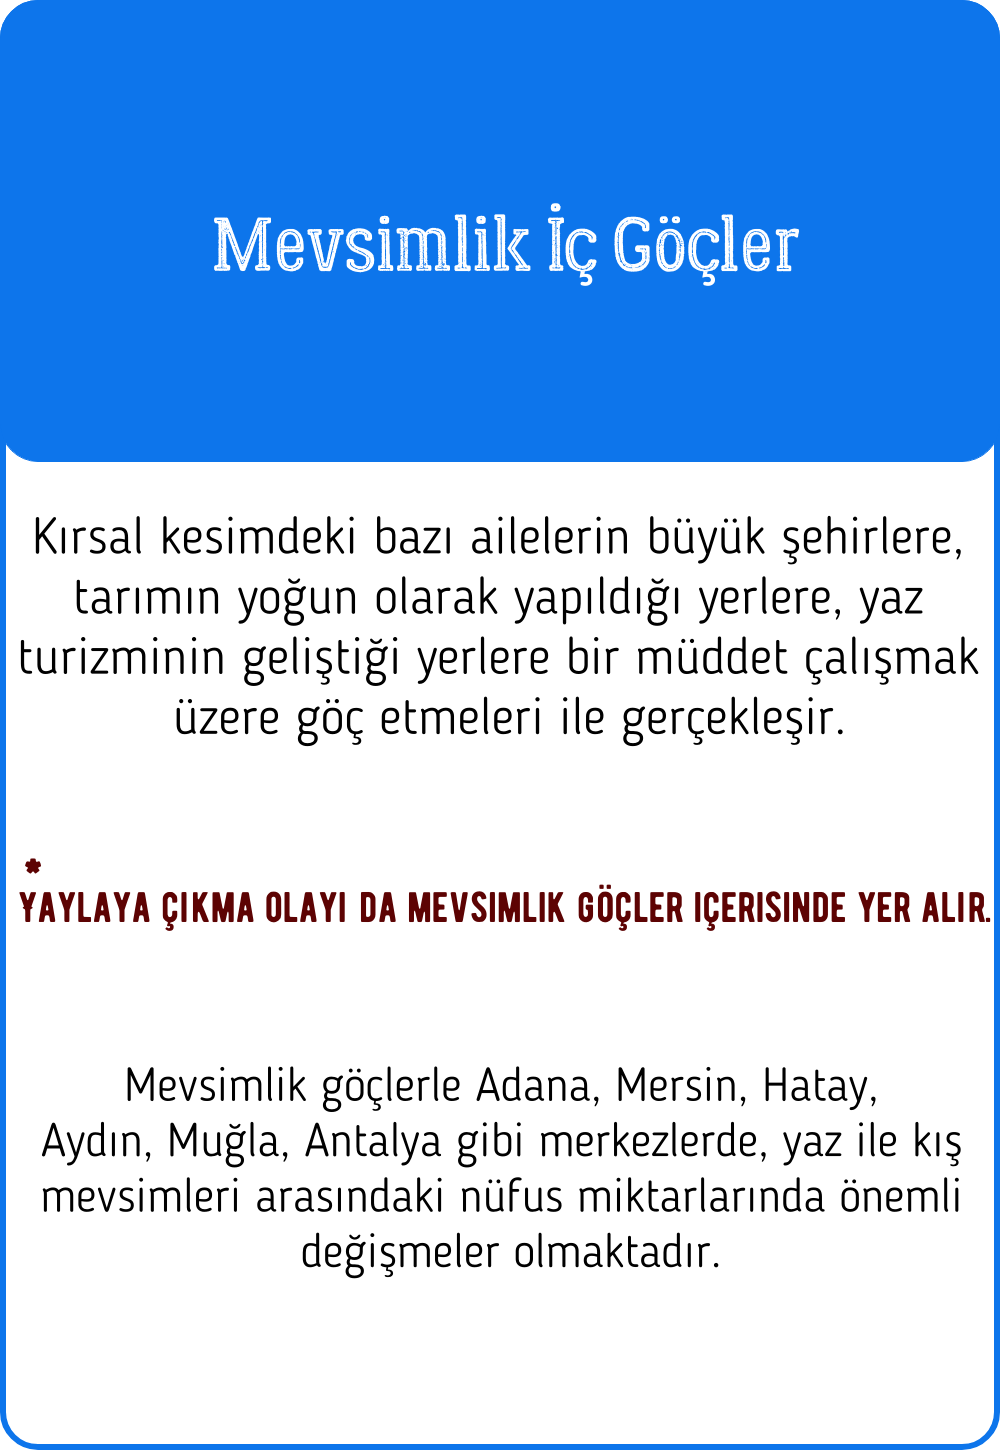 Mevsimlik İç Göçler
Kırsal kesimdeki bazı ailelerin büyük şehirlere,
tarımın yoğun olarak yapıldığı yerlere, yaz
turizminin geliştiği yerlere bir müddet çalışmak
üzere göç etmeleri ile gerçekleşir.
*
YAYLAYA ÇIKMA OLAYI DA MEVSIMLIK GÖÇLER IÇERISINDE YER ALIR.
Mevsimlik göçlerle Adana, Mersin, Hatay,
Aydın, Muğla, Antalya gibi merkezlerde, yaz ile kış
mevsimleri arasındaki nüfus miktarlarında önemli
değişmeler olmaktadır.